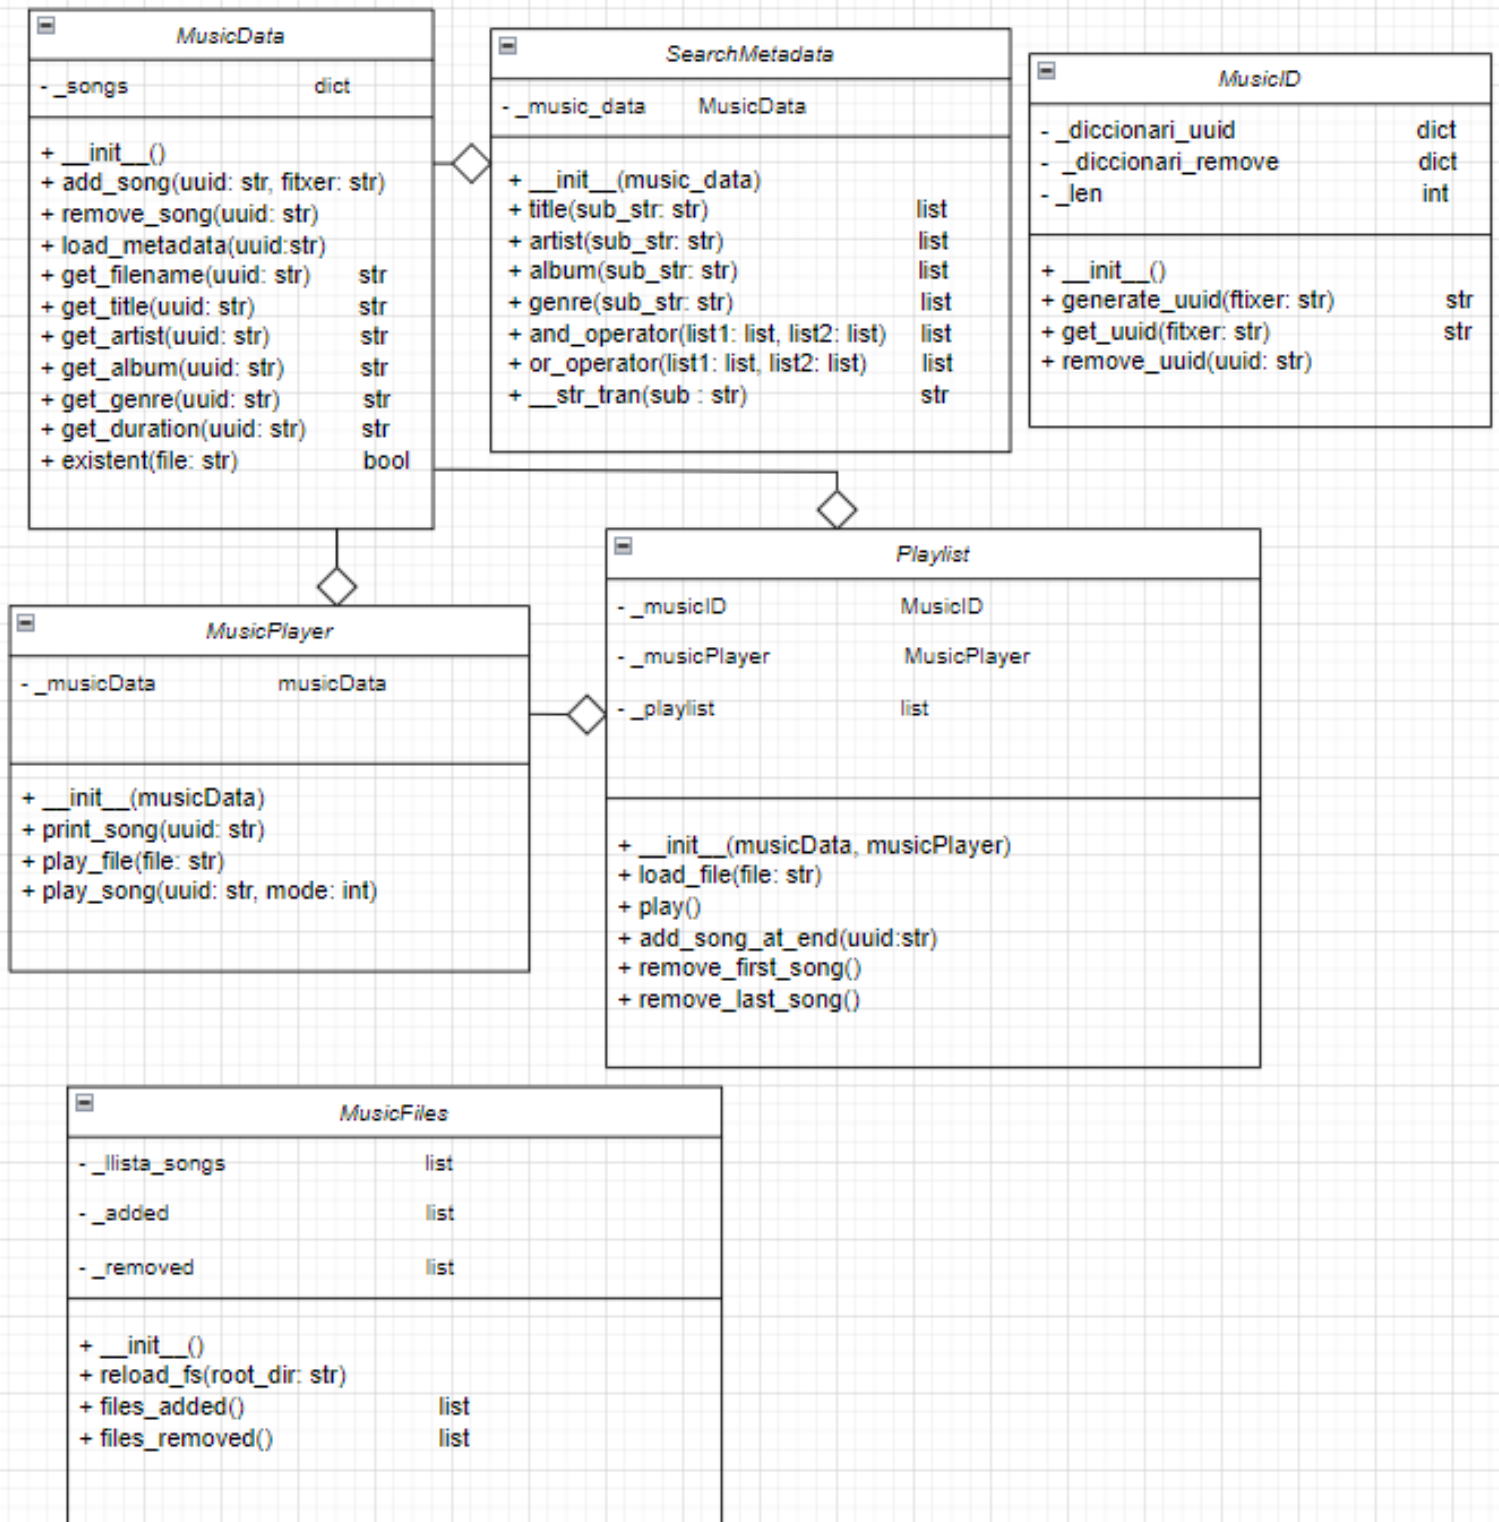 MusicData
- _songs dict
+ __init__()
+ add_song(uuid: str, fitxer: str)
+ remove_song(uuid: str)
+ load_metadata(uuid:str)
+ get_filename(uuid: str) str
+ get_title(uuid: str) str
+ get_artist(uuid: str) str
+ get_album(uuid: str) str
+ get_genre(uuid: str) str
+ get_duration(uuid: str) str
+ existent(file: str) bool
SearchMetadata
- _music_data MusicData
+ __init__(music_data)
+ title(sub_str: str) list
+ artist(sub_str: str) list
+ album(sub_str: str) list
+ genre(sub_str: str) list
+ and_operator(list1: list, list2: list) list
+ or_operator(list1: list, list2: list) list
+ __str_tran(sub : str) str
MusicID
- _diccionari_uuid dict
- _diccionari_remove dict
- _len int
+ __init__()
+ generate_uuid(ftixer: str) str
+ get_uuid(fitxer: str) str
+ remove_uuid(uuid: str)
MusicPlayer
- _musicData musicData
+ __init__(musicData)
+ print_song(uuid: str)
+ play_file(file: str)
+ play_song(uuid: str, mode: int)
Playlist
- _musicID MusicID
- _musicPlayer MusicPlayer
- _playlist list
+ __init__(musicData, musicPlayer)
+ load_file(file: str)
+ play()
+ add_song_at_end(uuid:str)
+ remove_first_song()
+ remove_last_song()
MusicFiles
- _llista_songs list
- _added list
- _removed list
+ __init__()
+ reload_fs(root_dir: str)
+ files_added() list
+ files_removed() list